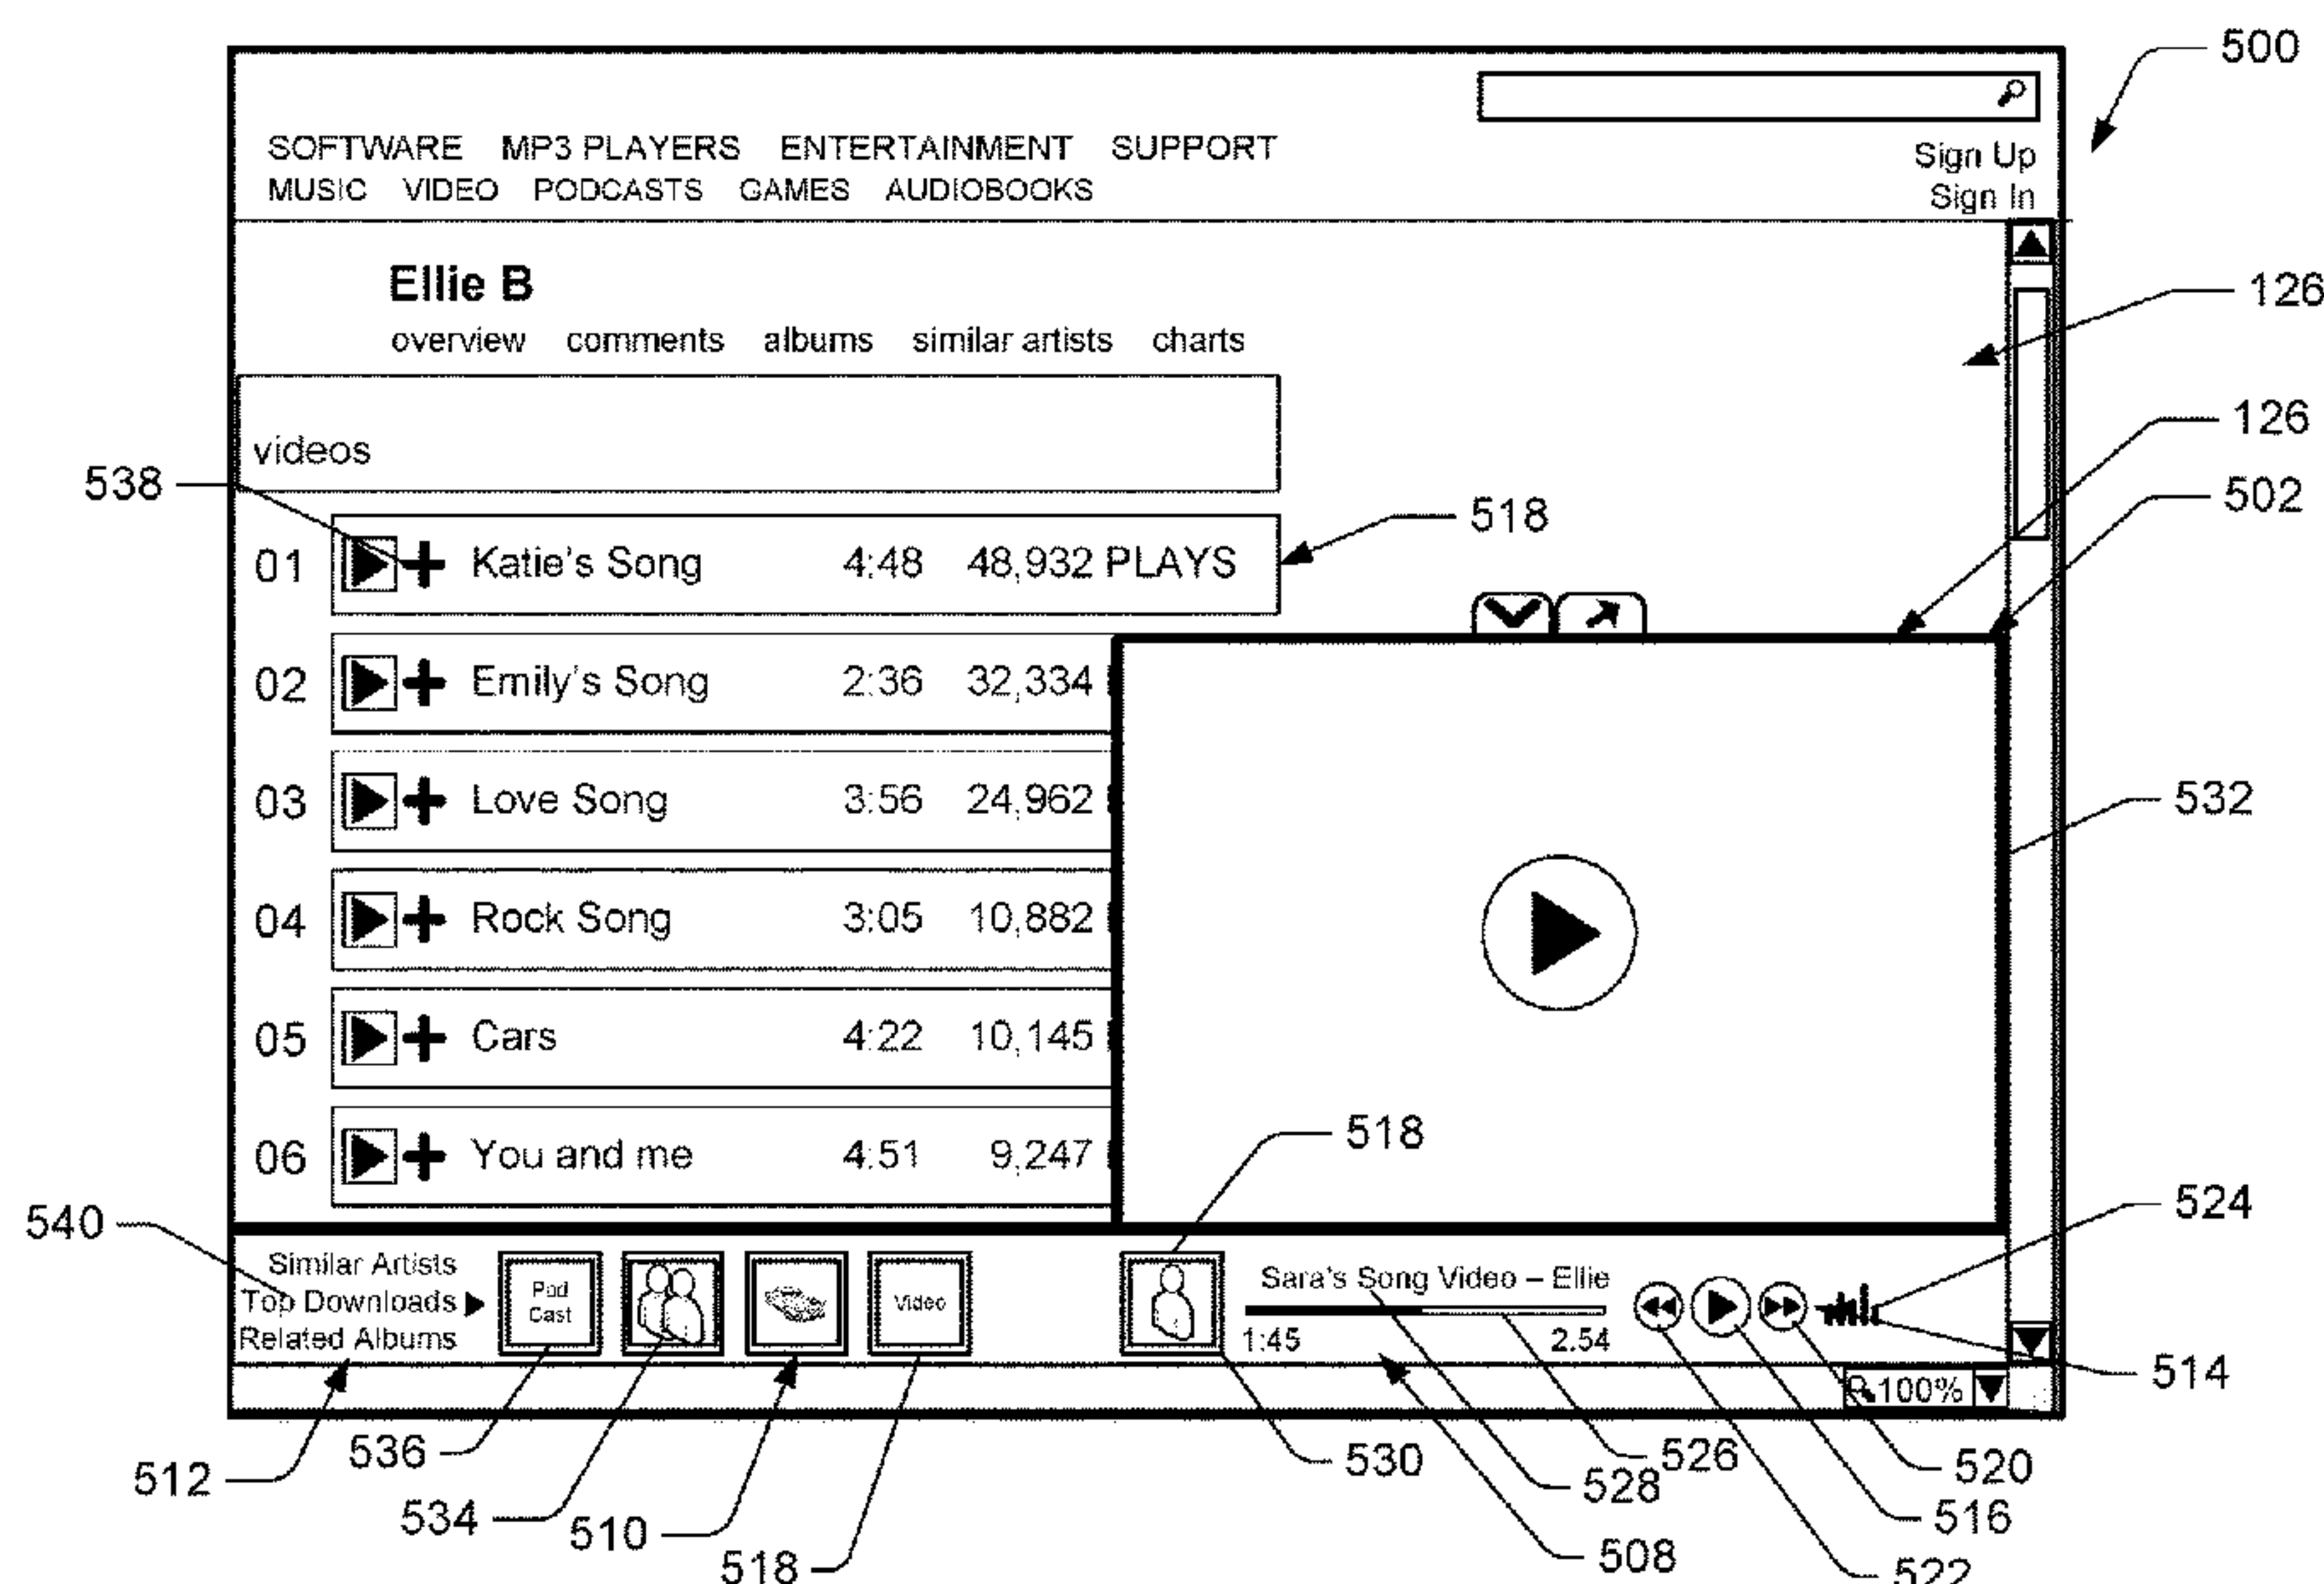 500
SOFTWARE MP3 PLAYERS ENTERTAINMENT SUPPORT
Sign Up
MUSIC VIDEO PODCASTS GAMES AUDIOBOOKS
Sign In
Ellie B
126
overview comments albums similar artists charts
126
videos
538
502
518
01 Katie's Song 4:48 48,932 PLAYS
02 Emily's Song 2:36 32,334
03 Love Song 3:56 24,962
532
04 Rock Song 3:05 10,882
05 Cars 4:22 10,145
518
06 You and me 4:51 9,247
524
540
Similar Artists
Top Downloads
Related Albums
Pod
Cast
Video
Sara's Song Video – Ellie
1:45 2.54
514
100%
536
530
526
520
512
528
534
510
516
518
508
522